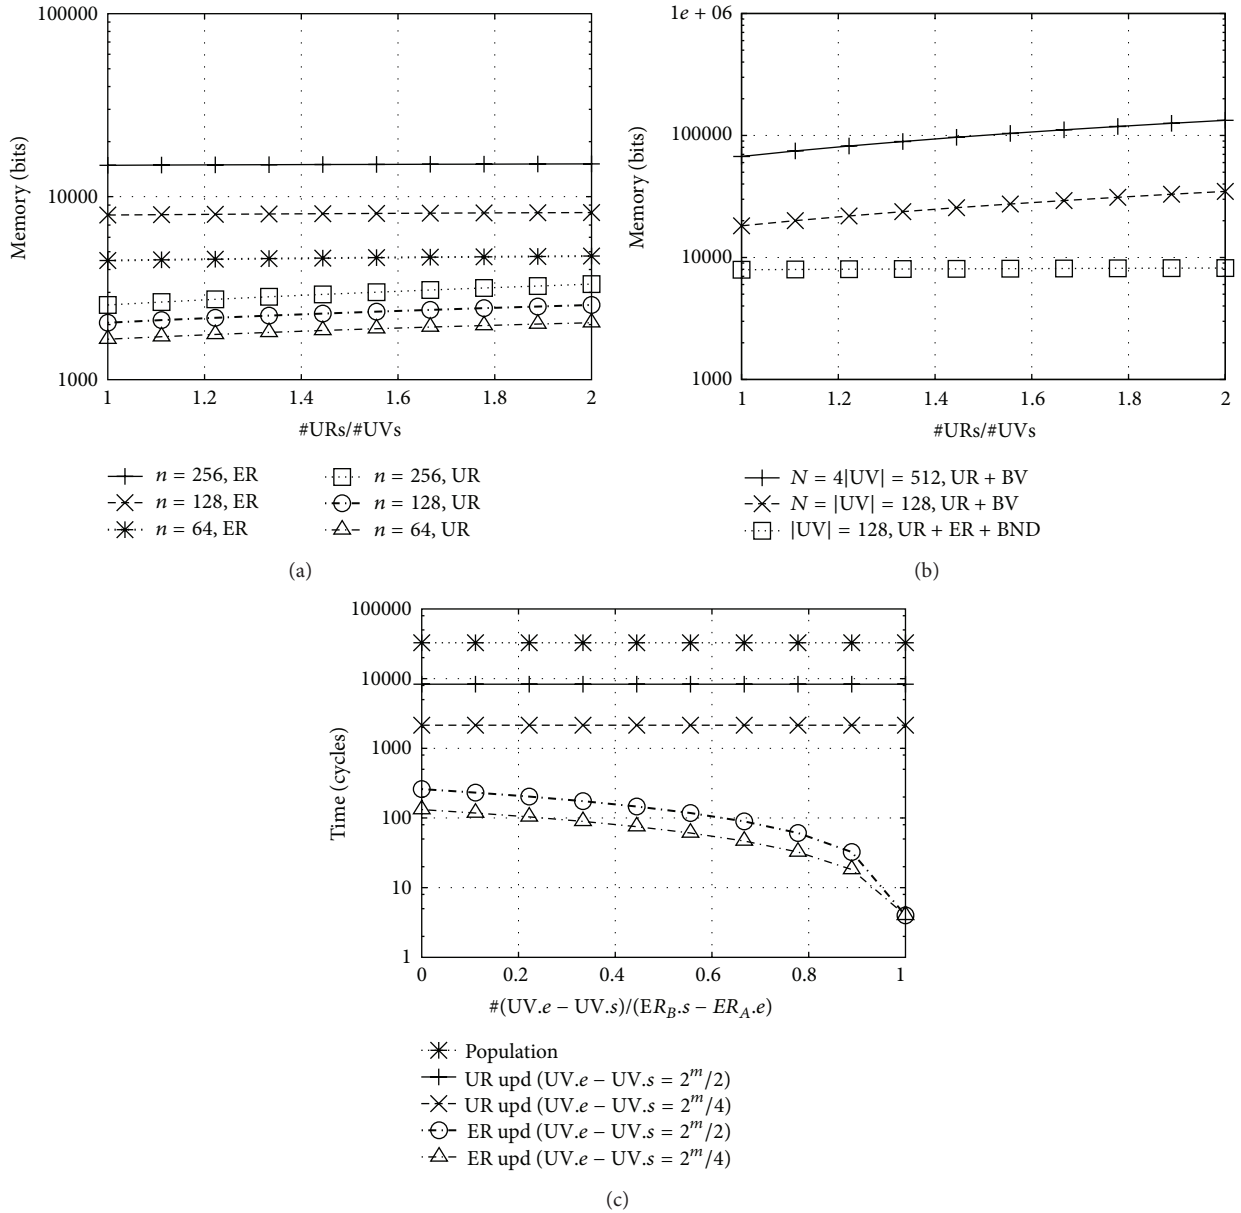 100000
10000
1000
Memory (bits)
1 1.2 1.4 1.6 1.8 2
#URs/#UVs
n = 256, ER
n = 128, ER
n = 64, ER
n = 256, UR
n = 128, UR
n = 64, UR
(a)
1e + 06
100000
10000
1000
Memory (bits)
1 1.2 1.4 1.6 1.8 2
#URs/#UVs
N = 4|UV| = 512, UR + BV
N = |UV| = 128, UR + BV
|UV| = 128, UR + ER + BND
(b)
100000
10000
1000
100
10
1
Time (cycles)
0 0.2 0.4 0.6 0.8 1
#(UV.e − UV.s)/(ER_B.s − ER_A.e)
Population
UR upd (UV.e − UV.s = 2^m/2)
UR upd (UV.e − UV.s = 2^m/4)
ER upd (UV.e − UV.s = 2^m/2)
ER upd (UV.e − UV.s = 2^m/4)
(c)